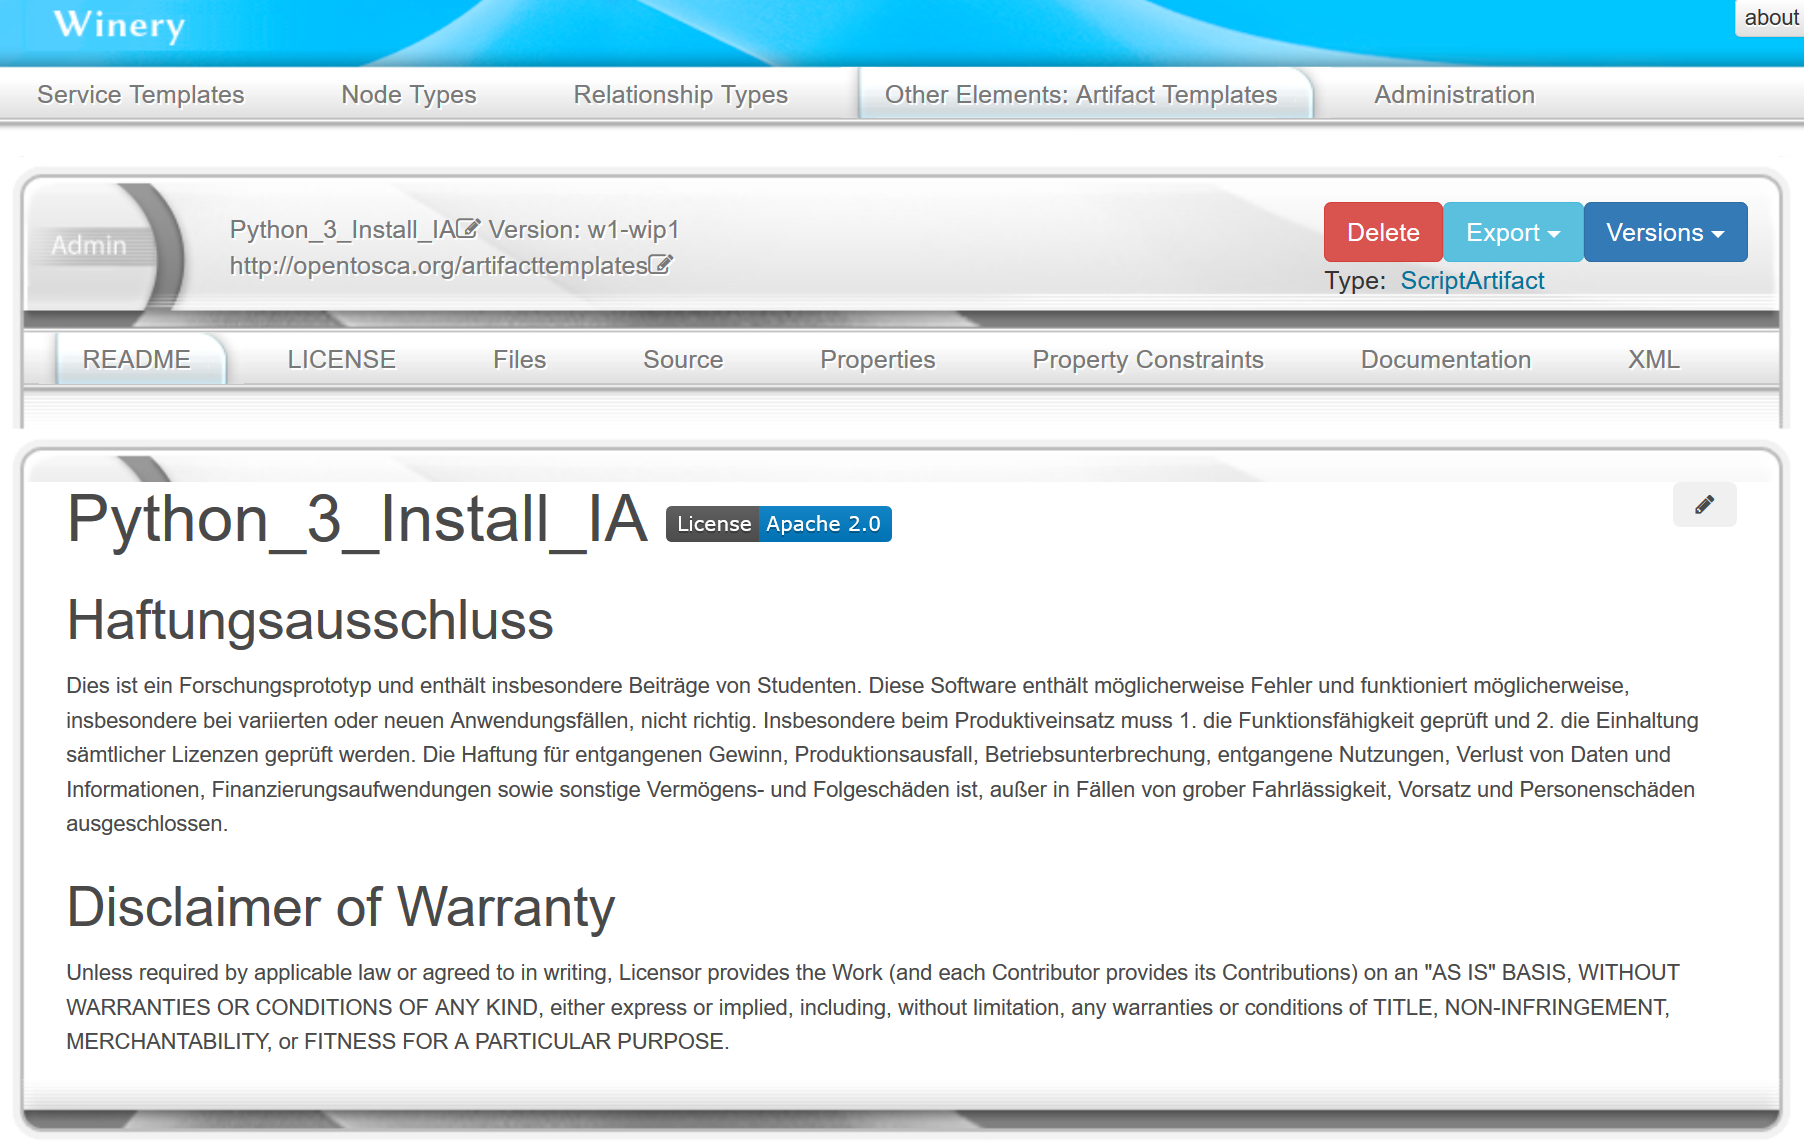 Winery
about
Service Templates
Node Types
Relationship Types
Other Elements: Artifact Templates
Administration
Admin
Python_3_Install_IA Version: w1-wip1
http://opentosca.org/artifacttemplates
Delete
Export
Versions
Type: ScriptArtifact
README
LICENSE
Files
Source
Properties
Property Constraints
Documentation
XML
Python_3_Install_IA License Apache 2.0
Haftungsausschluss
Dies ist ein Forschungsprototyp und enthält insbesondere Beiträge von Studenten. Diese Software enthält möglicherweise Fehler und funktioniert möglicherweise,
insbesondere bei variierten oder neuen Anwendungsfällen, nicht richtig. Insbesondere beim Produktiveinsatz muss 1. die Funktionsfähigkeit geprüft und 2. die Einhaltung
sämtlicher Lizenzen geprüft werden. Die Haftung für entgangenen Gewinn, Produktionsausfall, Betriebsunterbrechung, entgangene Nutzungen, Verlust von Daten und
Informationen, Finanzierungsaufwendungen sowie sonstige Vermögens- und Folgeschäden ist, außer in Fällen von grober Fahrlässigkeit, Vorsatz und Personenschäden
ausgeschlossen.
Disclaimer of Warranty
Unless required by applicable law or agreed to in writing, Licensor provides the Work (and each Contributor provides its Contributions) on an "AS IS" BASIS, WITHOUT
WARRANTIES OR CONDITIONS OF ANY KIND, either express or implied, including, without limitation, any warranties or conditions of TITLE, NON-INFRINGEMENT,
MERCHANTABILITY, or FITNESS FOR A PARTICULAR PURPOSE.